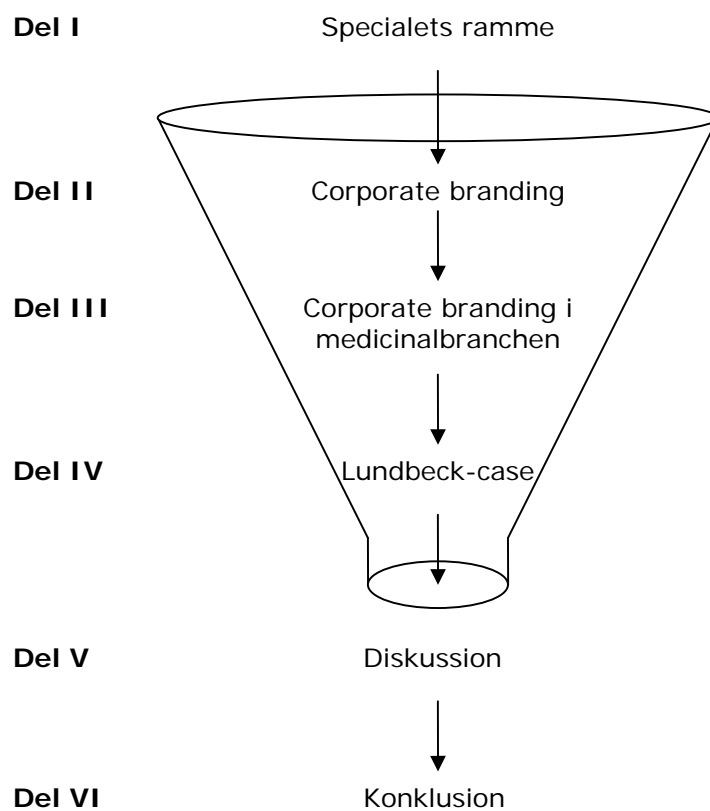 Del I Specialets ramme
Del II Corporate branding
Del III Corporate branding i
medicinalbranchen
Del IV Lundbeck-case
Del V Diskussion
Del VI Konklusion